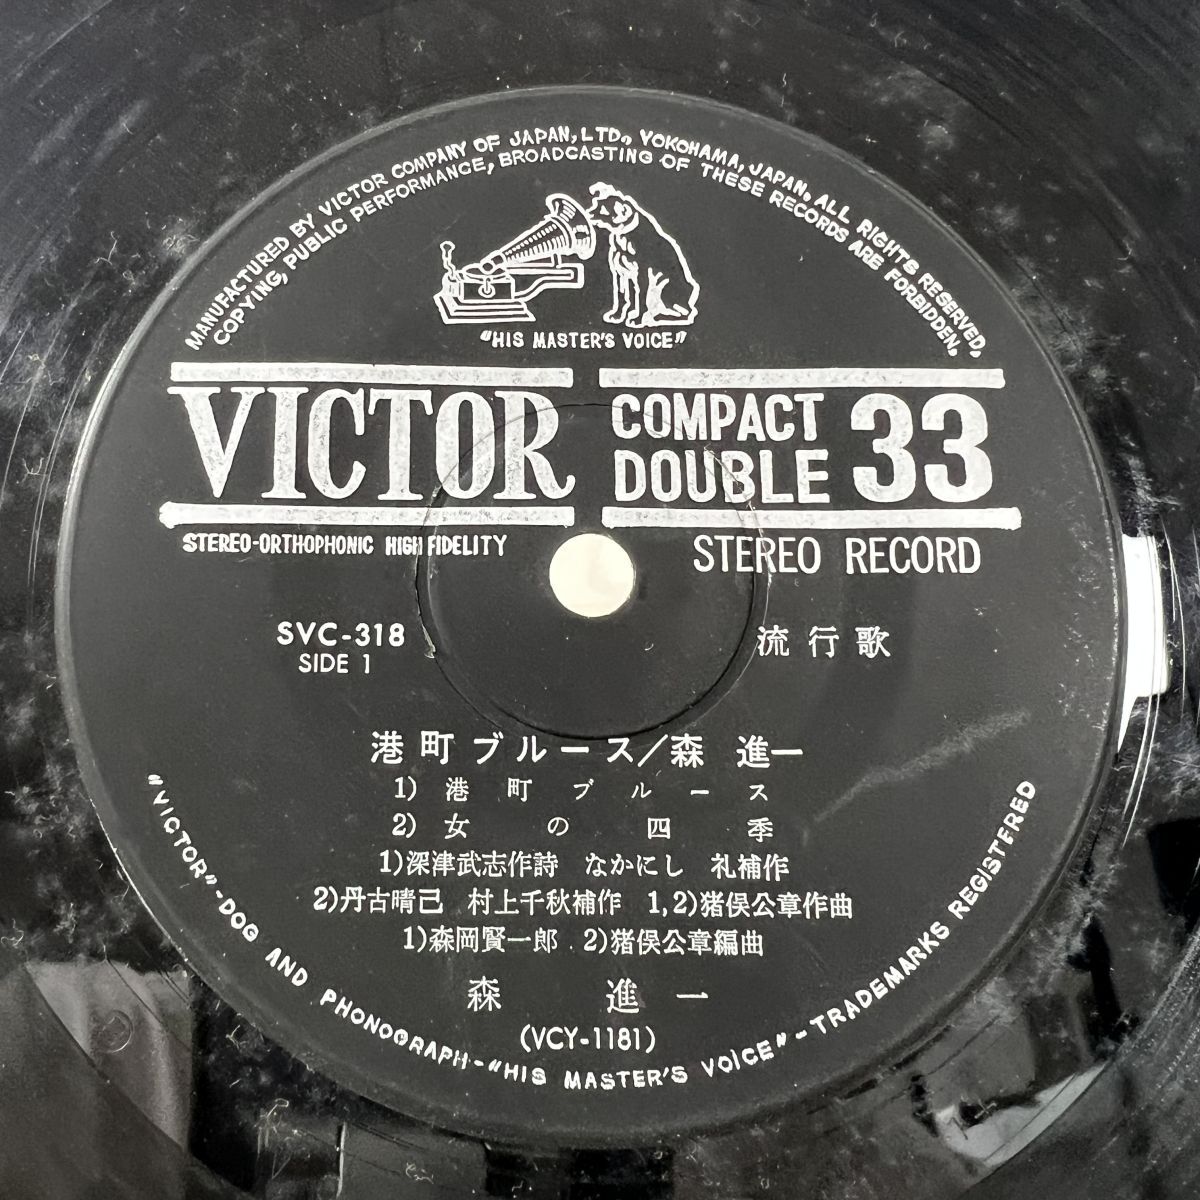 MANUFACTURED BY VICTOR COMPANY OF JAPAN, LTD. YOKOHAMA, JAPAN. ALL RIGHTS RESERVED.
COPYING, PUBLIC PERFORMANCE, BROADCASTING OF THESE RECORDS ARE FORBIDDEN.
"HIS MASTER'S VOICE"
VICTOR
COMPACT DOUBLE 33
STEREO-ORTHOPHONIC HIGH FIDELITY
STEREO RECORD
SVC-318
SIDE 1
流行歌
港町ブルース/森 進一
1) 港町ブルース
2) 女の四季
1)深津武志作詩 なかにし 礼補作
2)丹古晴己 村上千秋補作 1,2)猪俣公章作曲
1)森岡賢一郎 2)猪俣公章編曲
森 進一
(VCY-1181)
"VICTOR"-DOG AND PHONOGRAPH-"HIS MASTER'S VOICE"-TRADEMARKS REGISTERED